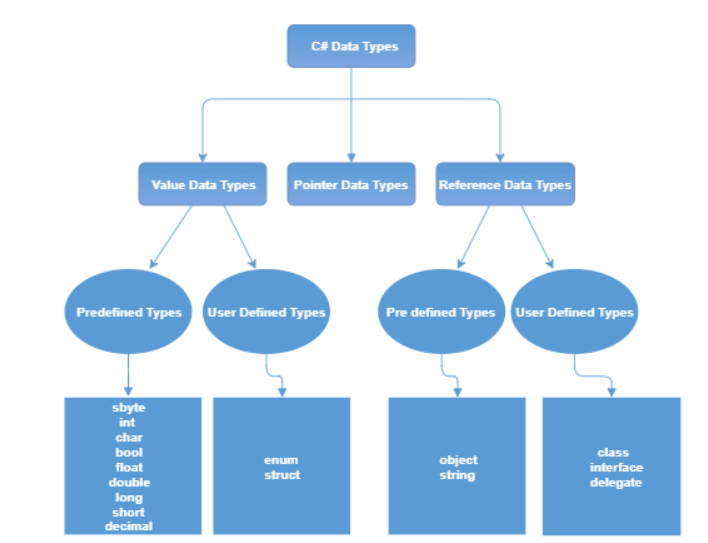 C# Data Types
Value Data Types
Pointer Data Types
Reference Data Types
Predefined Types
User Defined Types
Pre defined Types
User Defined Types
sbyte
int
char
bool
float
double
long
short
decimal
enum
struct
object
string
class
interface
delegate